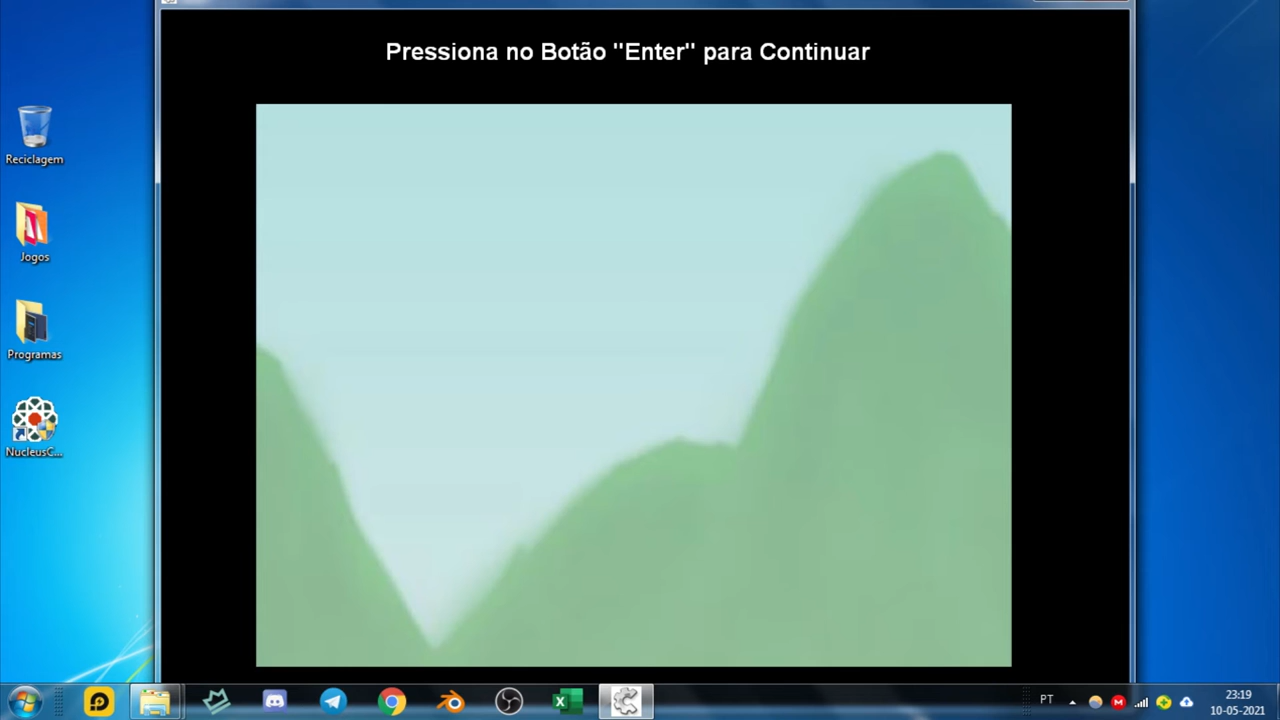 Pressiona no Botão "Enter" para Continuar
Reciclagem
Jogos
Programas
NucleusC...
PT
23:19
10-05-2021